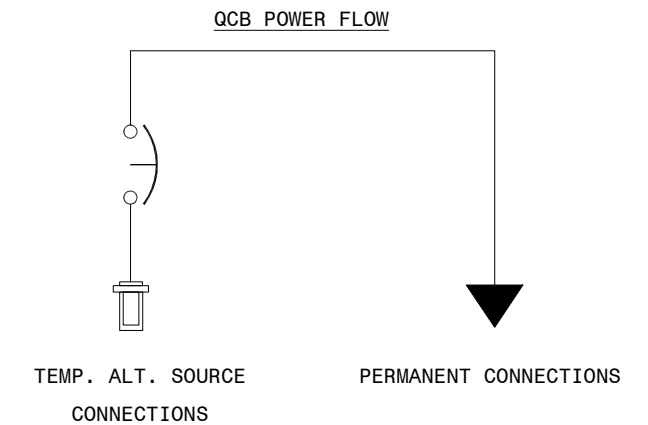 QCB POWER FLOW
TEMP. ALT. SOURCE
CONNECTIONS
PERMANENT CONNECTIONS